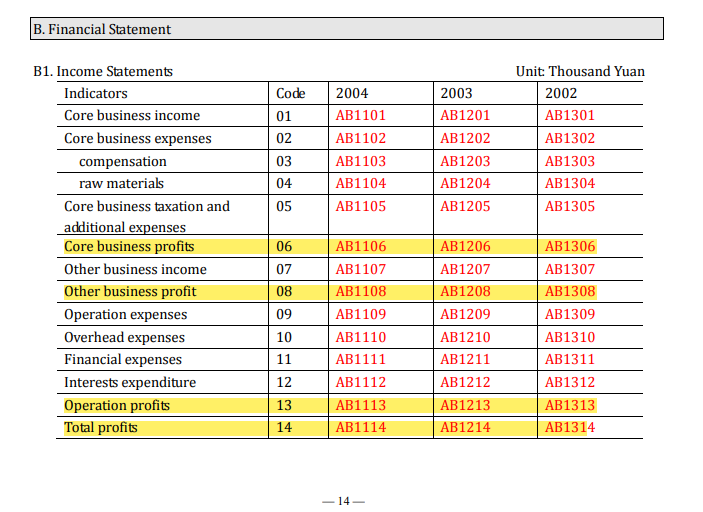 B. Financial Statement
B1. Income Statements Unit: Thousand Yuan
Indicators Code 2004 2003 2002
Core business income 01 AB1101 AB1201 AB1301
Core business expenses 02 AB1102 AB1202 AB1302
compensation 03 AB1103 AB1203 AB1303
raw materials 04 AB1104 AB1204 AB1304
Core business taxation and 05 AB1105 AB1205 AB1305
additional expenses
Core business profits 06 AB1106 AB1206 AB1306
Other business income 07 AB1107 AB1207 AB1307
Other business profit 08 AB1108 AB1208 AB1308
Operation expenses 09 AB1109 AB1209 AB1309
Overhead expenses 10 AB1110 AB1210 AB1310
Financial expenses 11 AB1111 AB1211 AB1311
Interests expenditure 12 AB1112 AB1212 AB1312
Operation profits 13 AB1113 AB1213 AB1313
Total profits 14 AB1114 AB1214 AB1314
— 14 —